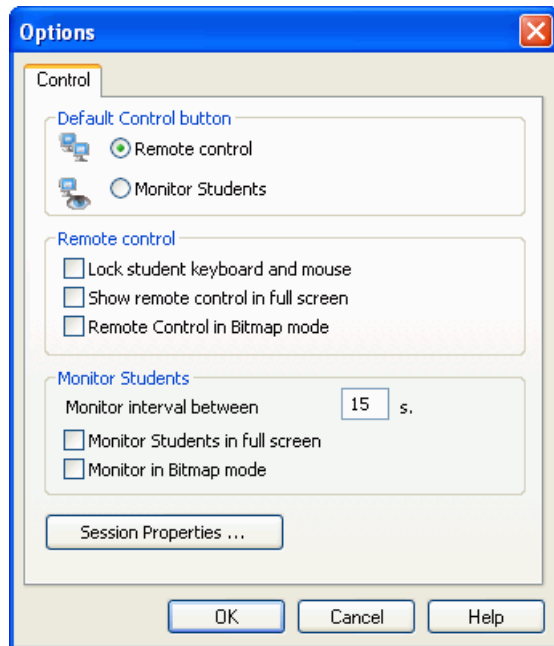 Options
Control
Default Control button
Remote control
Monitor Students
Remote control
Lock student keyboard and mouse
Show remote control in full screen
Remote Control in Bitmap mode
Monitor Students
Monitor interval between 15 s.
Monitor Students in full screen
Monitor in Bitmap mode
Session Properties ...
OK Cancel Help